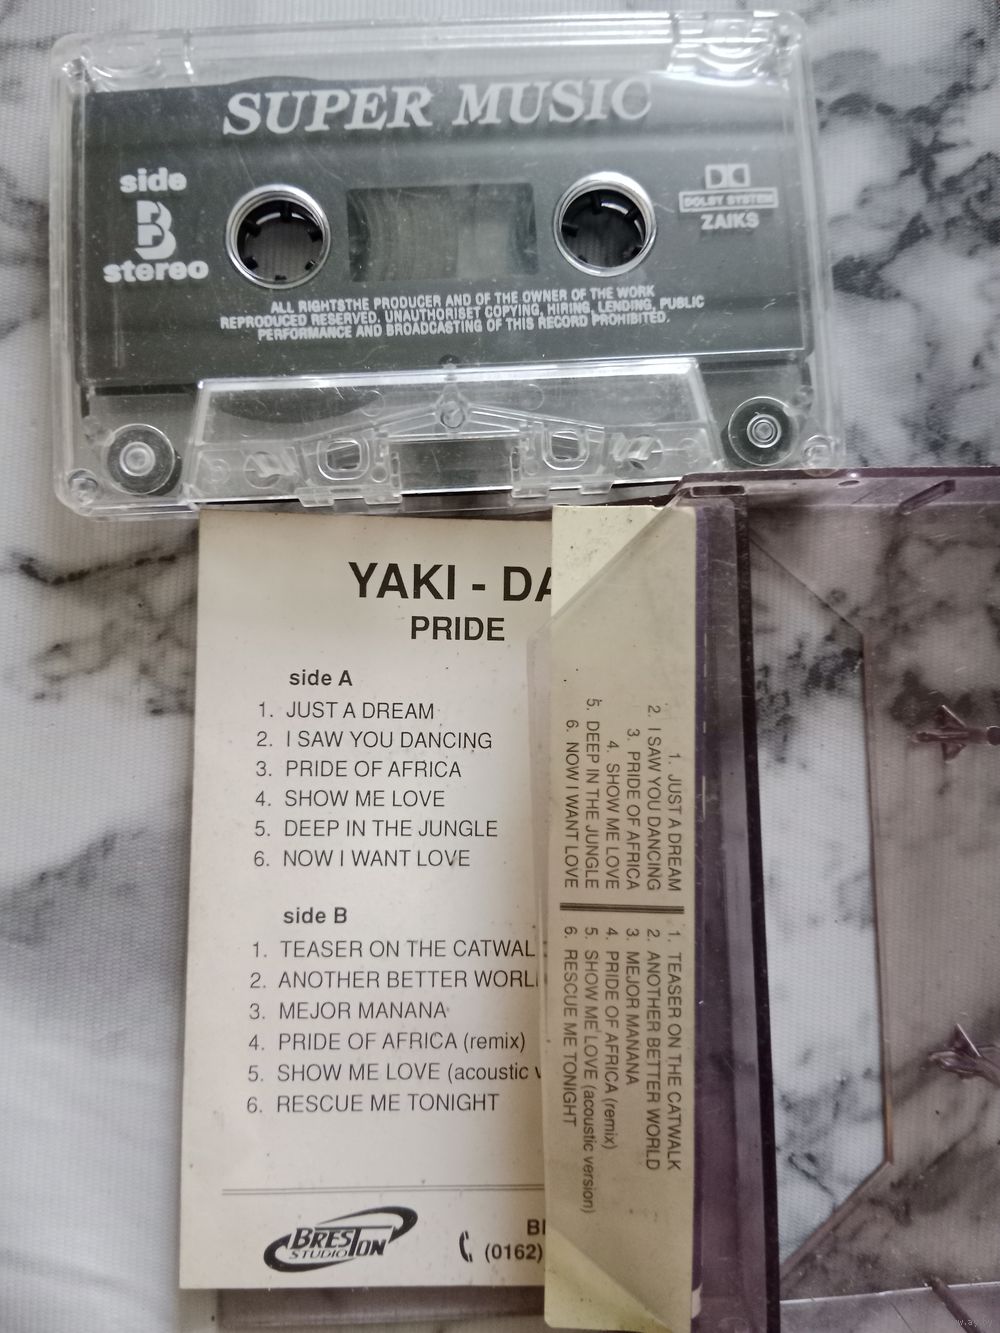 SUPER MUSIC
side
B
stereo
DOLBY SYSTEM
ZAIKS
ALL RIGHTSTHE PRODUCER AND OF THE OWNER OF THE WORK
REPRODUCED RESERVED. UNAUTHORISET COPYING, HIRING, LENDING, PUBLIC
PERFORMANCE AND BROADCASTING OF THIS RECORD PROHIBITED.
YAKI - DA
PRIDE
side A
1. JUST A DREAM
2. I SAW YOU DANCING
3. PRIDE OF AFRICA
4. SHOW ME LOVE
5. DEEP IN THE JUNGLE
6. NOW I WANT LOVE
side B
1. TEASER ON THE CATWAL
2. ANOTHER BETTER WORL
3. MEJOR MANANA
4. PRIDE OF AFRICA (remix)
5. SHOW ME LOVE (acoustic v
6. RESCUE ME TONIGHT
BRESTON
STUDIO
(0162)
1. JUST A DREAM
2. I SAW YOU DANCING
3. PRIDE OF AFRICA
4. SHOW ME LOVE
5. DEEP IN THE JUNGLE
6. NOW I WANT LOVE
1. TEASER ON THE CATWALK
2. ANOTHER BETTER WORLD
3. MEJOR MANANA
4. PRIDE OF AFRICA (remix)
5. SHOW ME LOVE (acoustic version)
6. RESCUE ME TONIGHT